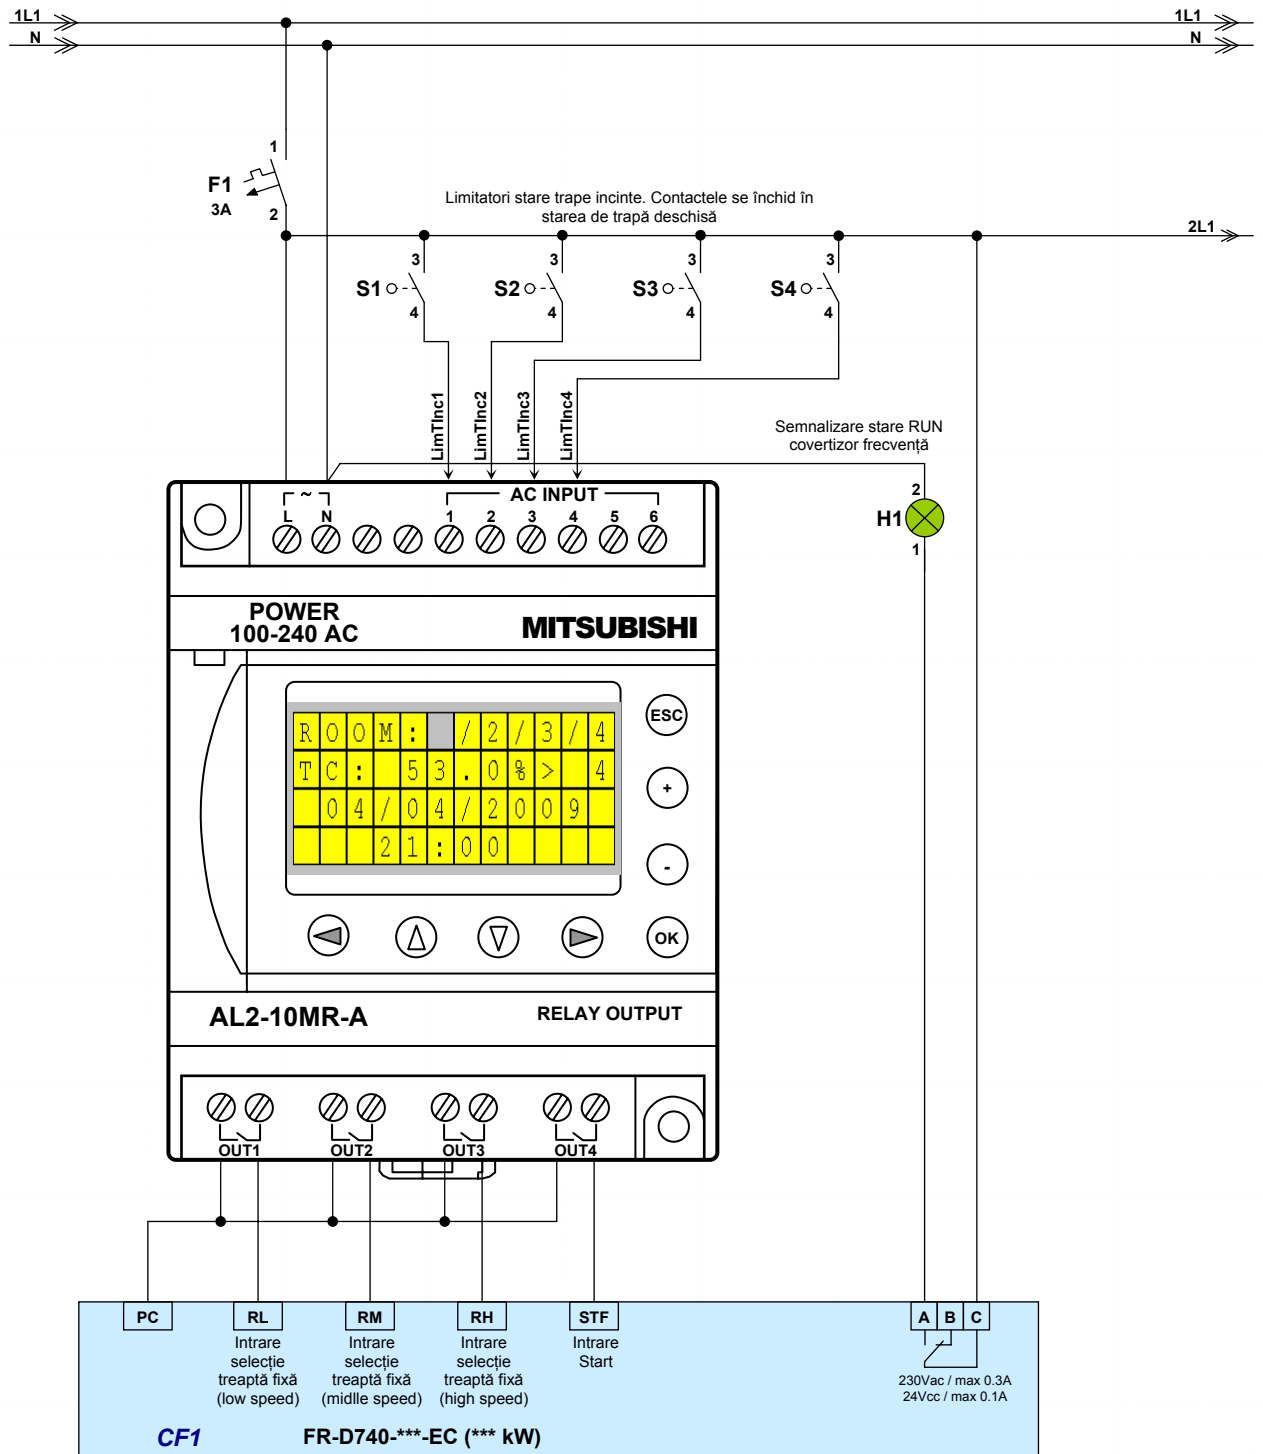 1L1
1L1
N
N
1
F1
3A
2
Limitatori stare trape incinte. Contactele se închid în
starea de trapă deschisă
2L1
3
3
3
3
S1
S2
S3
S4
4
4
4
4
LimTInc1
LimTInc2
LimTInc3
LimTInc4
Semnalizare stare RUN
covertizor frecvență
2
H1
1
~
AC INPUT
L
N
1
2
3
4
5
6
POWER
100-240 AC
MITSUBISHI
ROOM: /2/3/4
TC: 53.0%> 4
04/04/2009
21:00
ESC
+
-
OK
AL2-10MR-A
RELAY OUTPUT
OUT1
OUT2
OUT3
OUT4
PC
RL
RM
RH
STF
A
B
C
Intrare
selecție
treaptă fixă
(low speed)
Intrare
selecție
treaptă fixă
(midlle speed)
Intrare
selecție
treaptă fixă
(high speed)
Intrare
Start
230Vac / max 0.3A
24Vcc / max 0.1A
CF1
FR-D740-***-EC (*** kW)